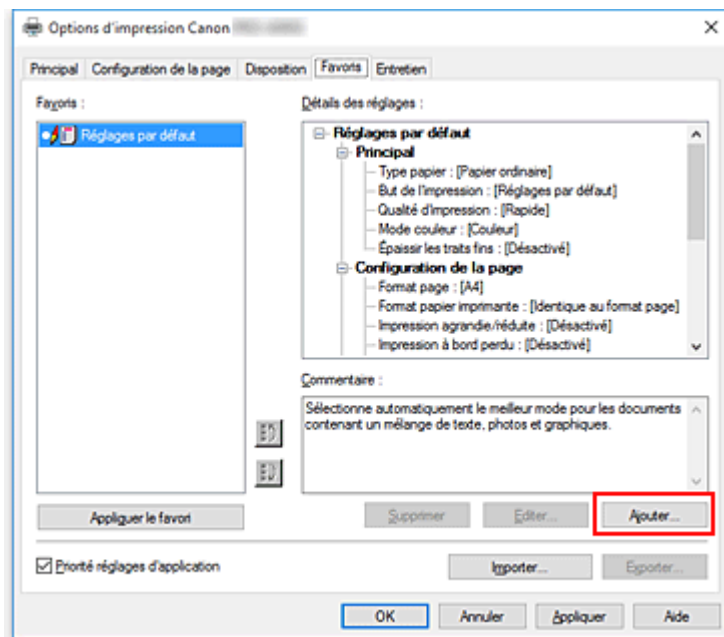 Options d'impression Canon
Principal Configuration de la page Disposition Favoris Entretien
Favoris :
Réglages par défaut
Appliquer le favori
Détails des réglages :
Réglages par défaut
Principal
Type papier : [Papier ordinaire]
But de l'impression : [Réglages par défaut]
Qualité d'impression : [Rapide]
Mode couleur : [Couleur]
Épaissir les traits fins : [Désactivé]
Configuration de la page
Format page : [A4]
Format papier imprimante : [Identique au format page]
Impression agrandie/réduite : [Désactivé]
Impression à bord perdu : [Désactivé]
Commentaire :
Sélectionne automatiquement le meilleur mode pour les documents
contenant un mélange de texte, photos et graphiques.
Supprimer Éditer... Ajouter...
Priorité réglages d'application
Importer... Exporter...
OK Annuler Appliquer Aide